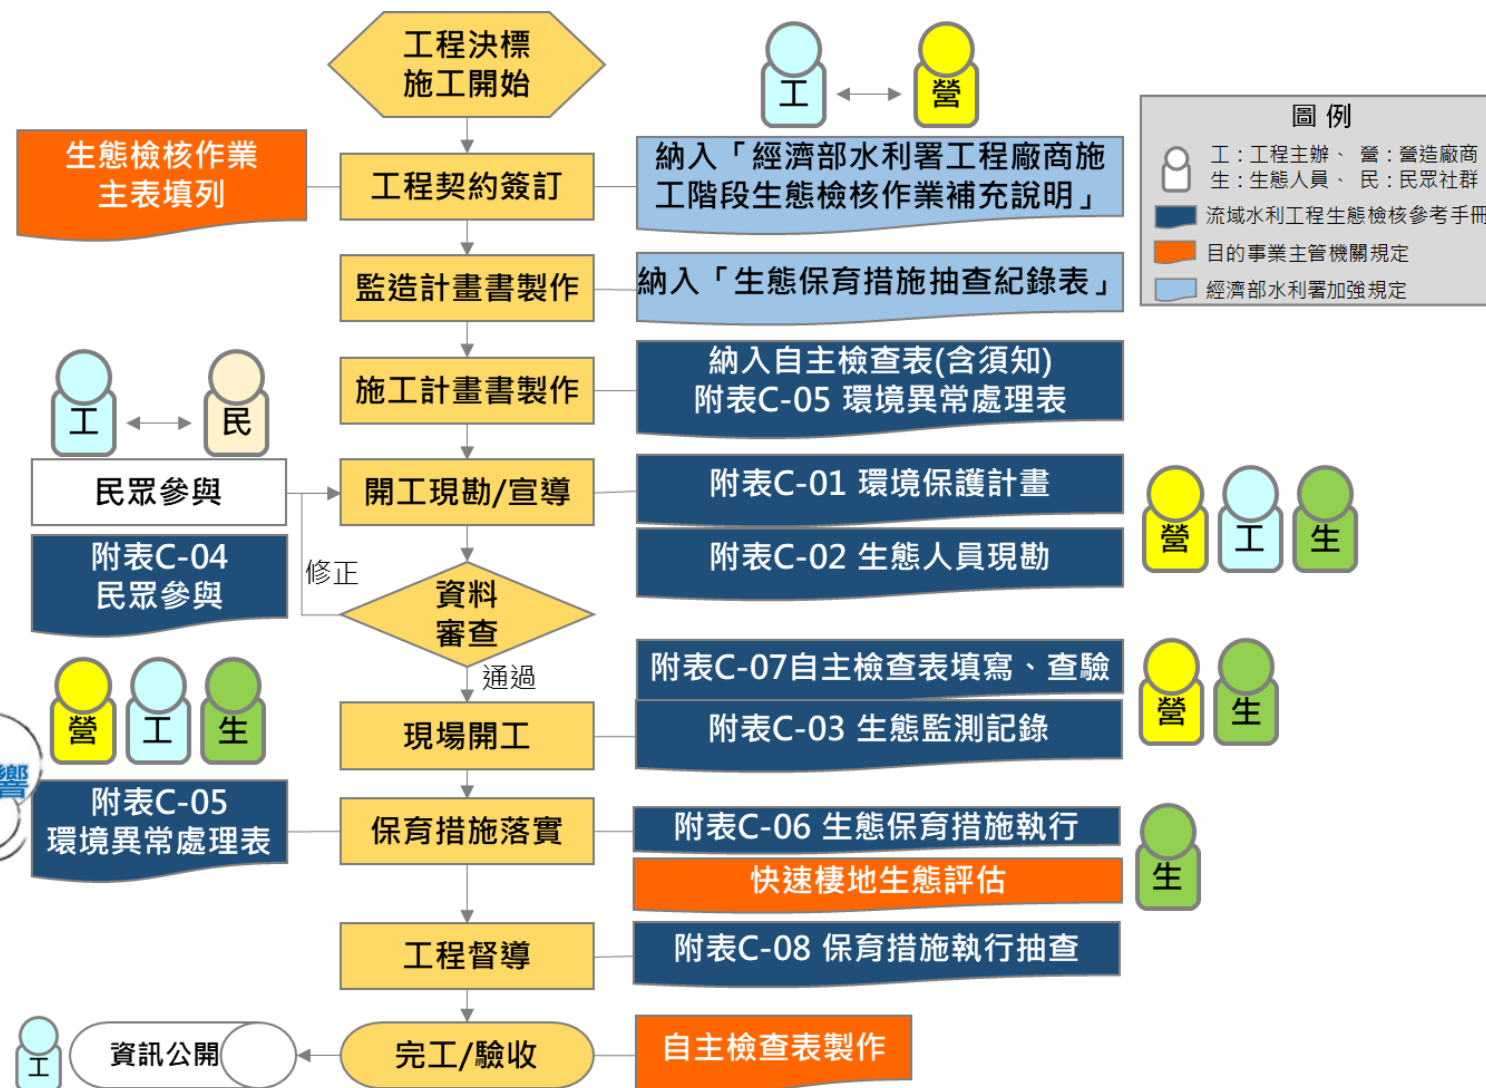 工程決標
施工開始
工
營
圖例
工：工程主辦、 營：營造廠商
生：生態人員、 民：民眾社群
流域水利工程生態檢核參考手冊
目的事業主管機關規定
經濟部水利署加強規定
生態檢核作業
主表填列
工程契約簽訂
納入「經濟部水利署工程廠商施
工階段生態檢核作業補充說明」
監造計畫書製作
納入「生態保育措施抽查紀錄表」
施工計畫書製作
納入自主檢查表(含須知)
附表C-05 環境異常處理表
工
民
民眾參與
開工現勘/宣導
附表C-01 環境保護計畫
附表C-04
民眾參與
附表C-02 生態人員現勘
營
工
生
修正
資料
審查
通過
附表C-07自主檢查表填寫、查驗
營
生
營
工
生
現場開工
附表C-03 生態監測記錄
響
附表C-05
環境異常處理表
保育措施落實
附表C-06 生態保育措施執行
快速棲地生態評估
生
工程督導
附表C-08 保育措施執行抽查
工
資訊公開
完工/驗收
自主檢查表製作